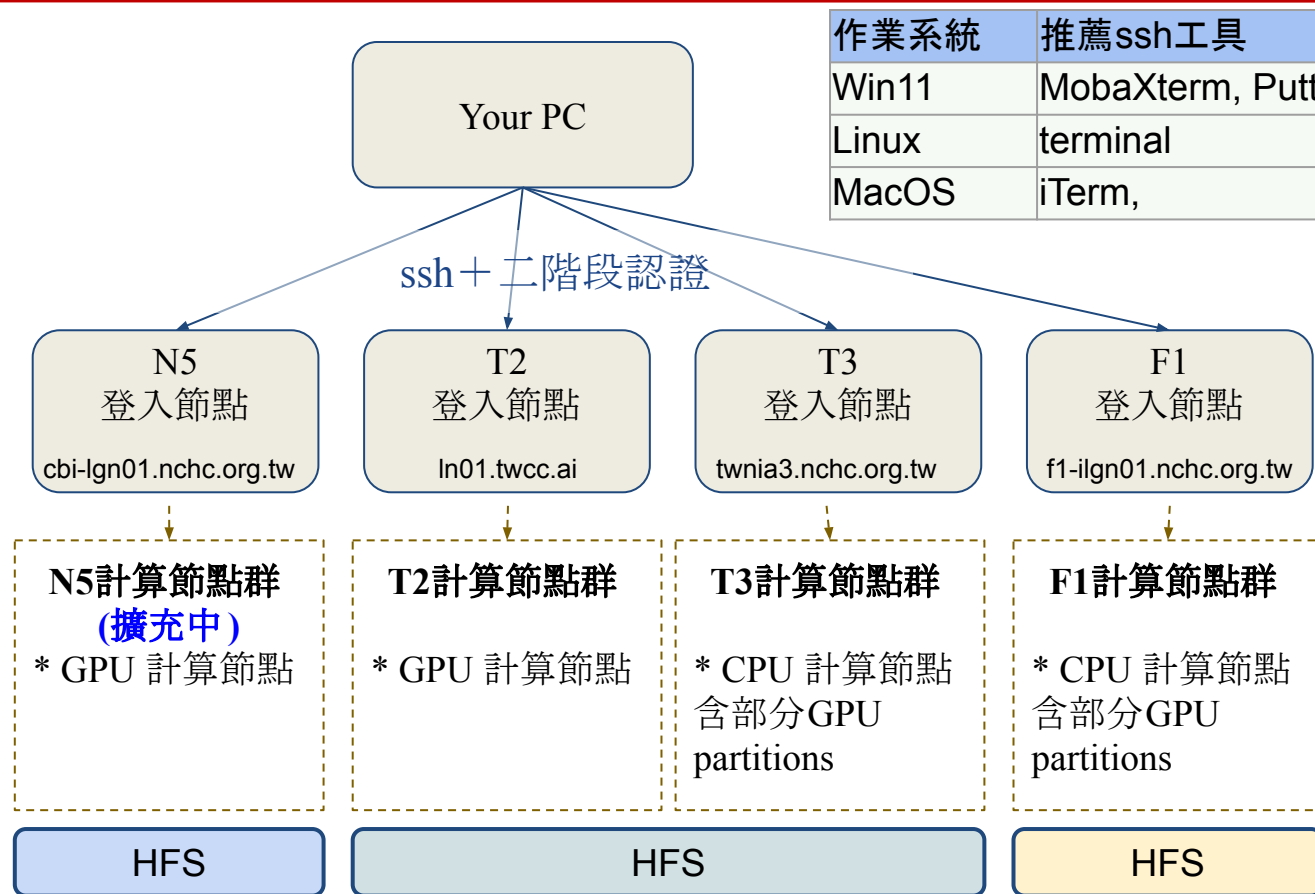 作業系統 推薦ssh工具
Win11 MobaXterm, Putt
Linux terminal
MacOS iTerm,
Your PC
ssh＋二階段認證
N5
登入節點
cbi-lgn01.nchc.org.tw
T2
登入節點
ln01.twcc.ai
T3
登入節點
twnia3.nchc.org.tw
F1
登入節點
f1-ilgn01.nchc.org.tw
N5計算節點群
(擴充中)
* GPU 計算節點
T2計算節點群
* GPU 計算節點
T3計算節點群
* CPU 計算節點
含部分GPU
partitions
F1計算節點群
* CPU 計算節點
含部分GPU
partitions
HFS
HFS
HFS